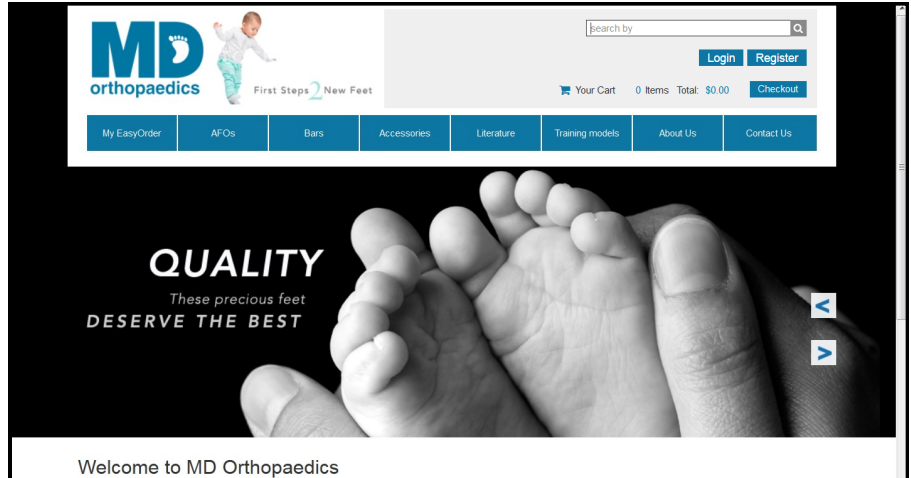 MD
orthopaedics
First Steps 2 New Feet
search by
Login Register
Your Cart 0 Items Total: $0.00 Checkout
My EasyOrder AFOs Bars Accessories Literature Training models About Us Contact Us
QUALITY
These precious feet
DESERVE THE BEST
<
>
Welcome to MD Orthopaedics